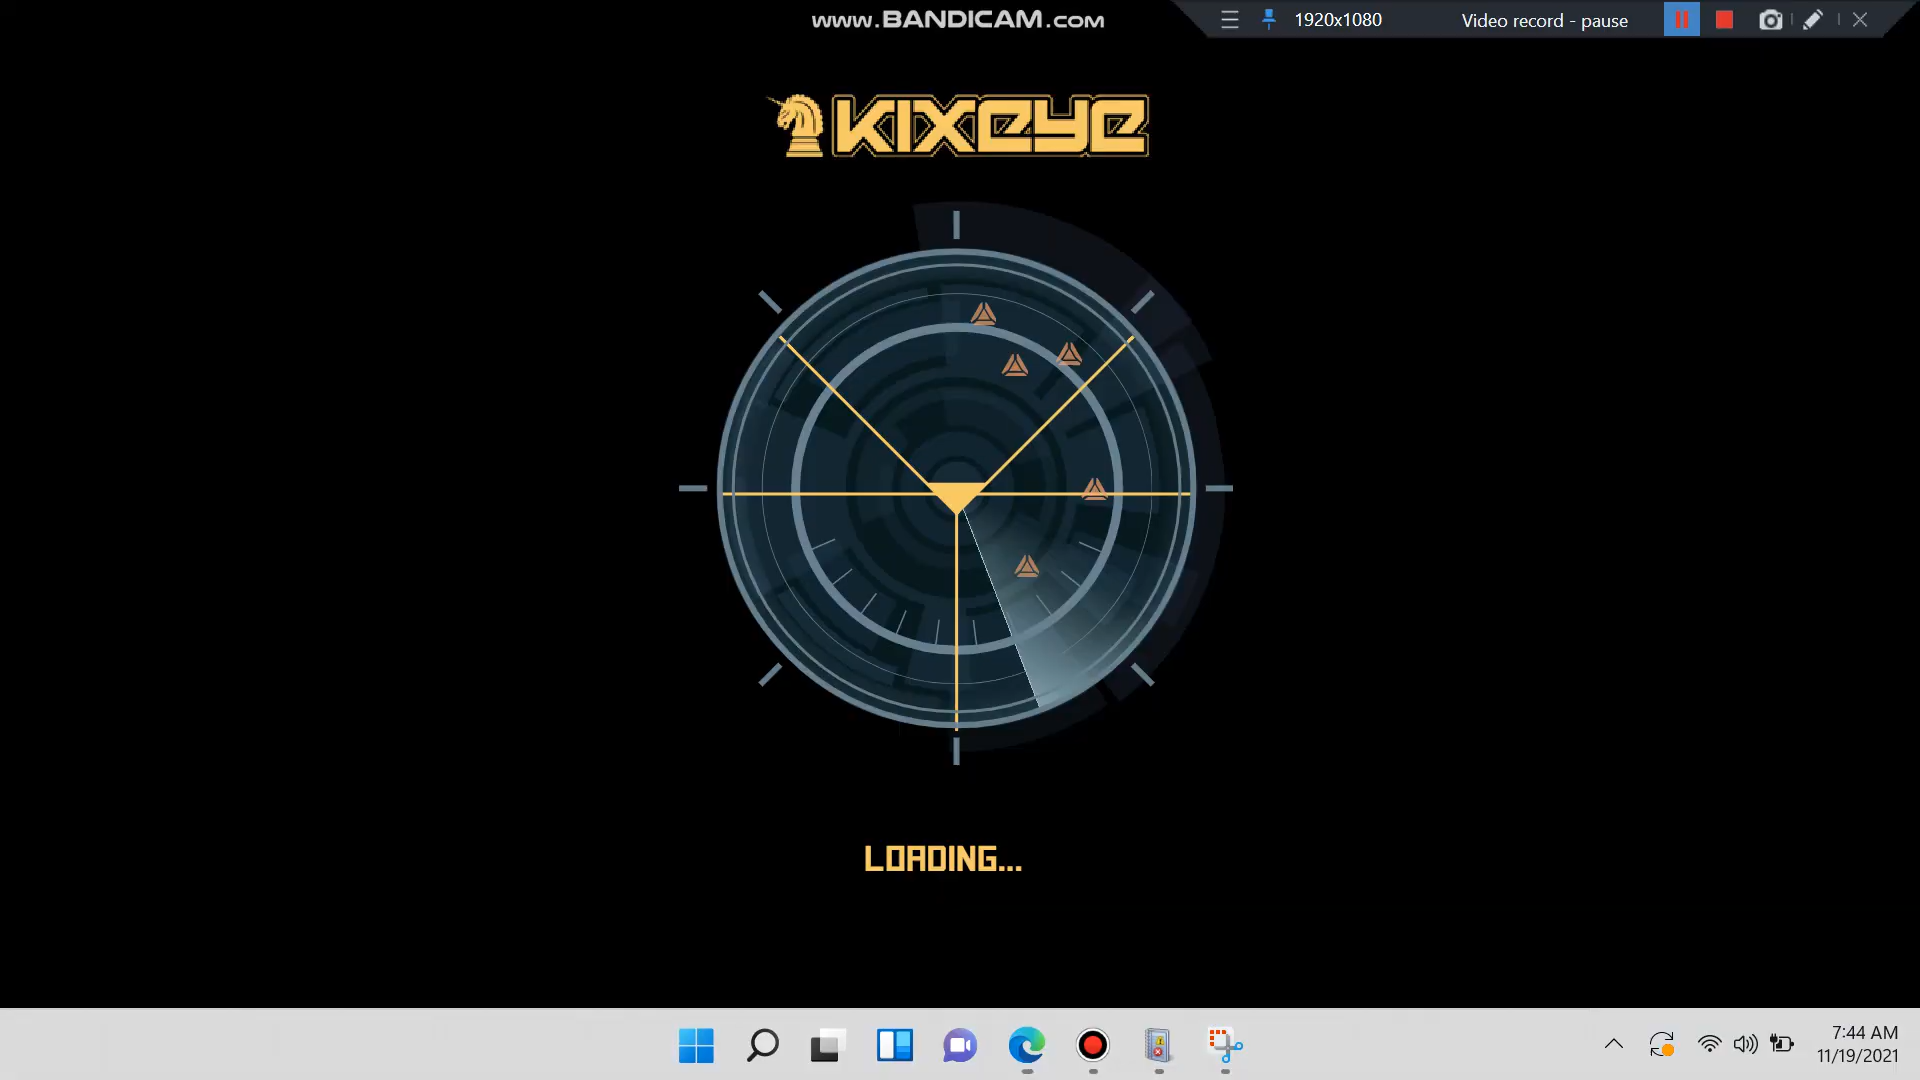 www.BANDICAM.com
1920x1080 Video record - pause
KIXEYE
LOADING...
7:44 AM
11/19/2021